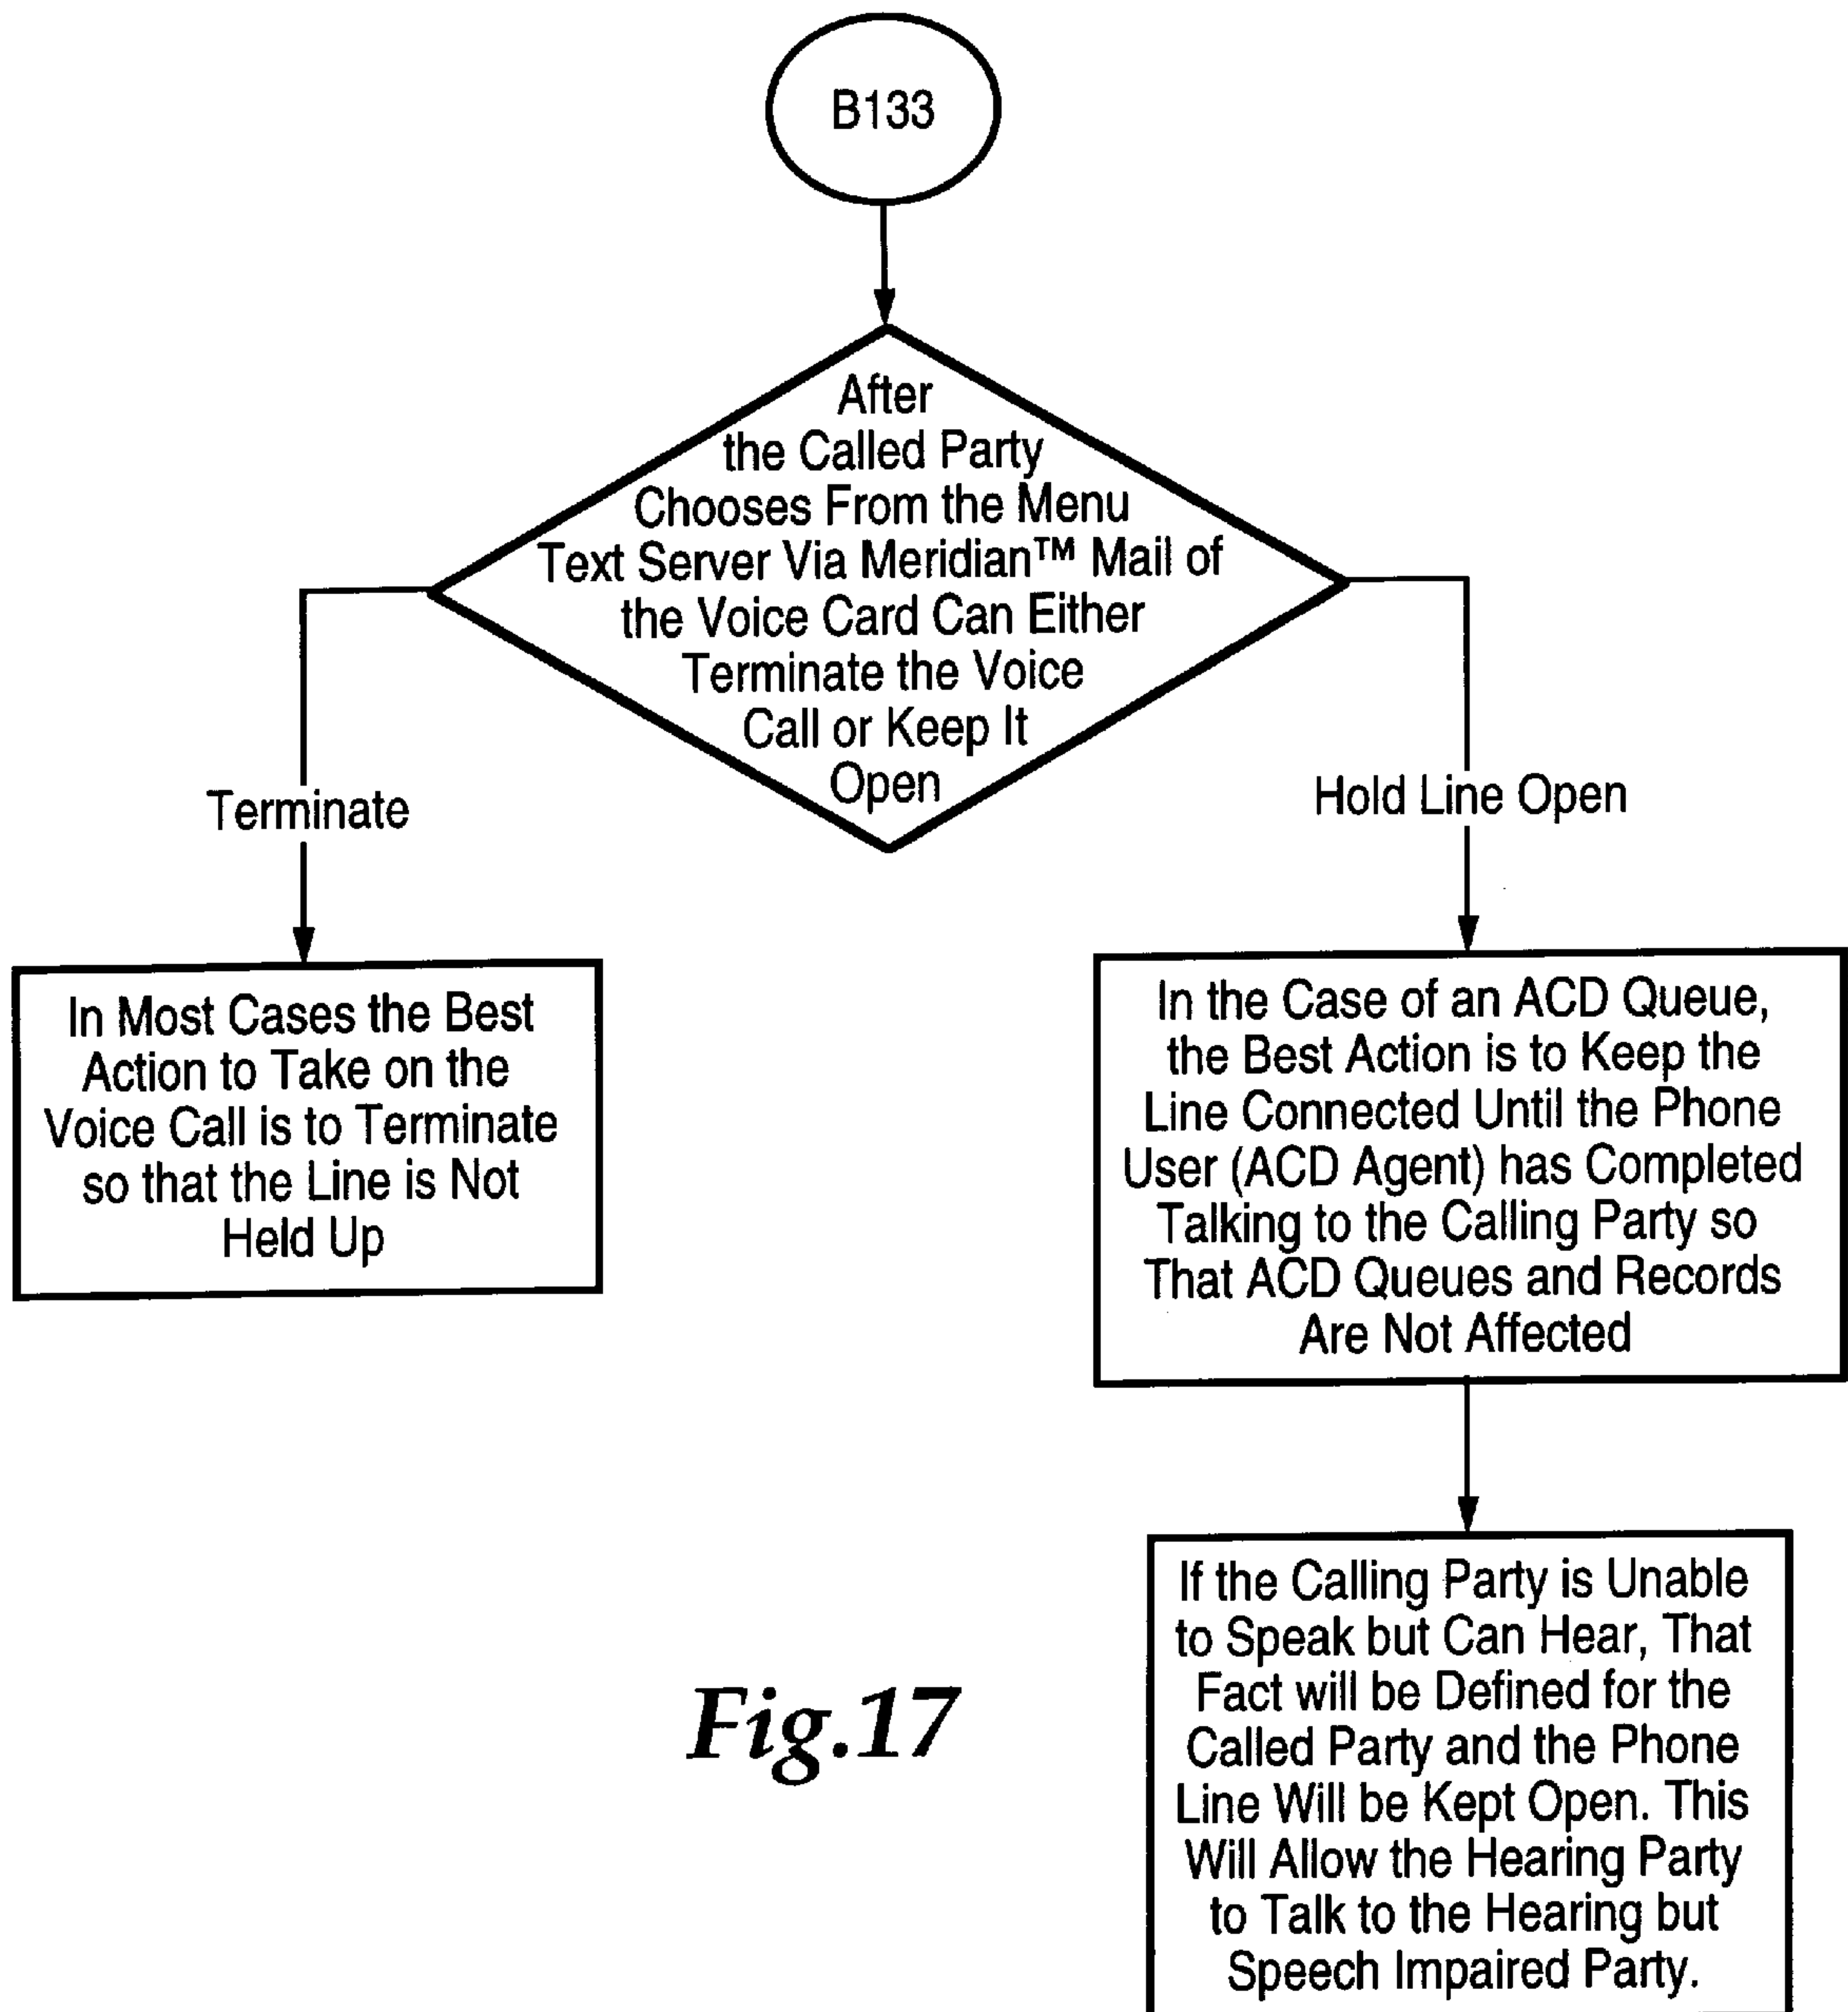 B133
After
the Called Party
Chooses From the Menu
Text Server Via Meridian™ Mail of
the Voice Card Can Either
Terminate the Voice
Call or Keep It
Open
Terminate
Hold Line Open
In Most Cases the Best
Action to Take on the
Voice Call is to Terminate
so that the Line is Not
Held Up
In the Case of an ACD Queue,
the Best Action is to Keep the
Line Connected Until the Phone
User (ACD Agent) has Completed
Talking to the Calling Party so
That ACD Queues and Records
Are Not Affected
If the Calling Party is Unable
to Speak but Can Hear, That
Fact will be Defined for the
Called Party and the Phone
Line Will be Kept Open. This
Will Allow the Hearing Party
to Talk to the Hearing but
Speech Impaired Party.
Fig.17